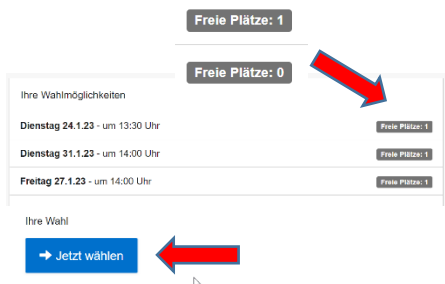 Freie Plätze: 1
Freie Plätze: 0
Ihre Wahlmöglichkeiten
Dienstag 24.1.23 - um 13:30 Uhr Freie Plätze: 1
Dienstag 31.1.23 - um 14:00 Uhr Freie Plätze: 1
Freitag 27.1.23 - um 14:00 Uhr Freie Plätze: 1
Ihre Wahl
Jetzt wählen